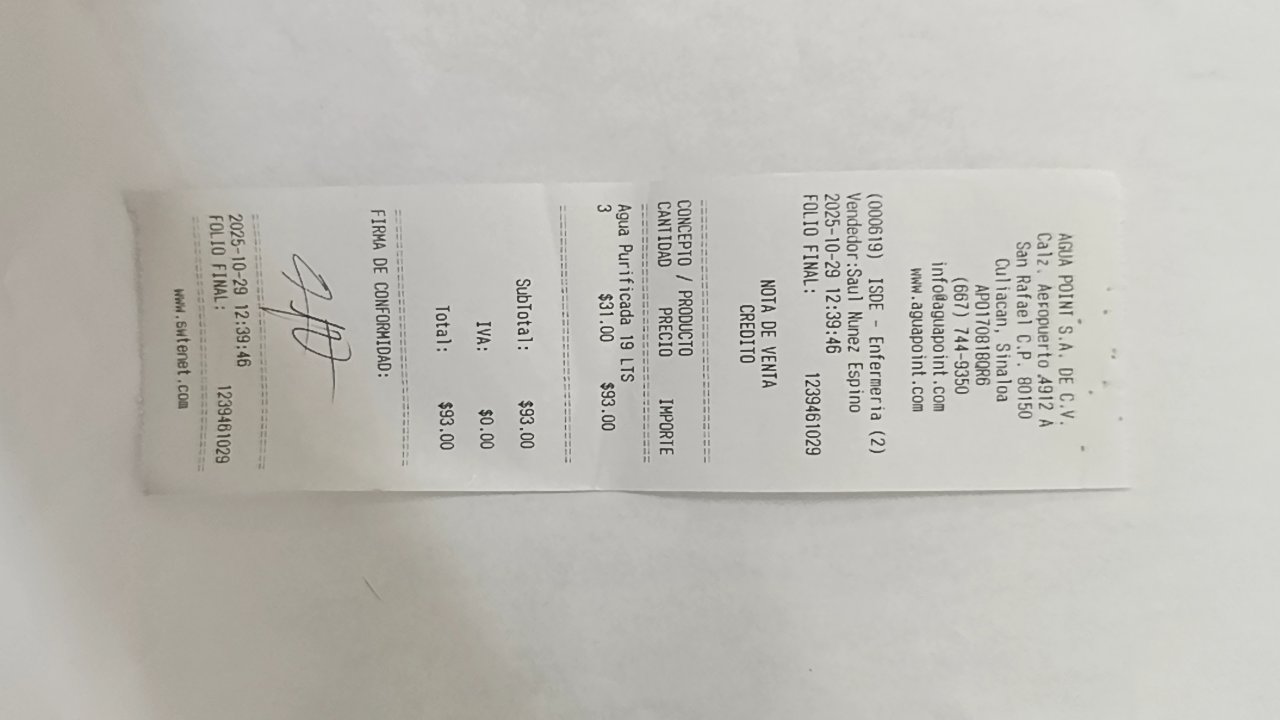 AGUA POINT S.A. DE C.V.
Calz. Aeropuerto 4912 A
San Rafael C.P. 80150
Culiacan, Sinaloa
APO170818QR6
(667) 744-9350
info@aguapoint.com
www.aguapoint.com
(000619) ISDE - Enfermeria (2)
Vendedor:Saul Nunez Espino
2025-10-29 12:39:46
FOLIO FINAL: 1239461029
NOTA DE VENTA
CREDITO
CONCEPTO / PRODUCTO
CANTIDAD PRECIO IMPORTE
Agua Purificada 19 LTS
3 $31.00 $93.00
SubTotal: $93.00
IVA: $0.00
Total: $93.00
FIRMA DE CONFORMIDAD:
2025-10-29 12:39:46
FOLIO FINAL: 1239461029
www.swtenet.com